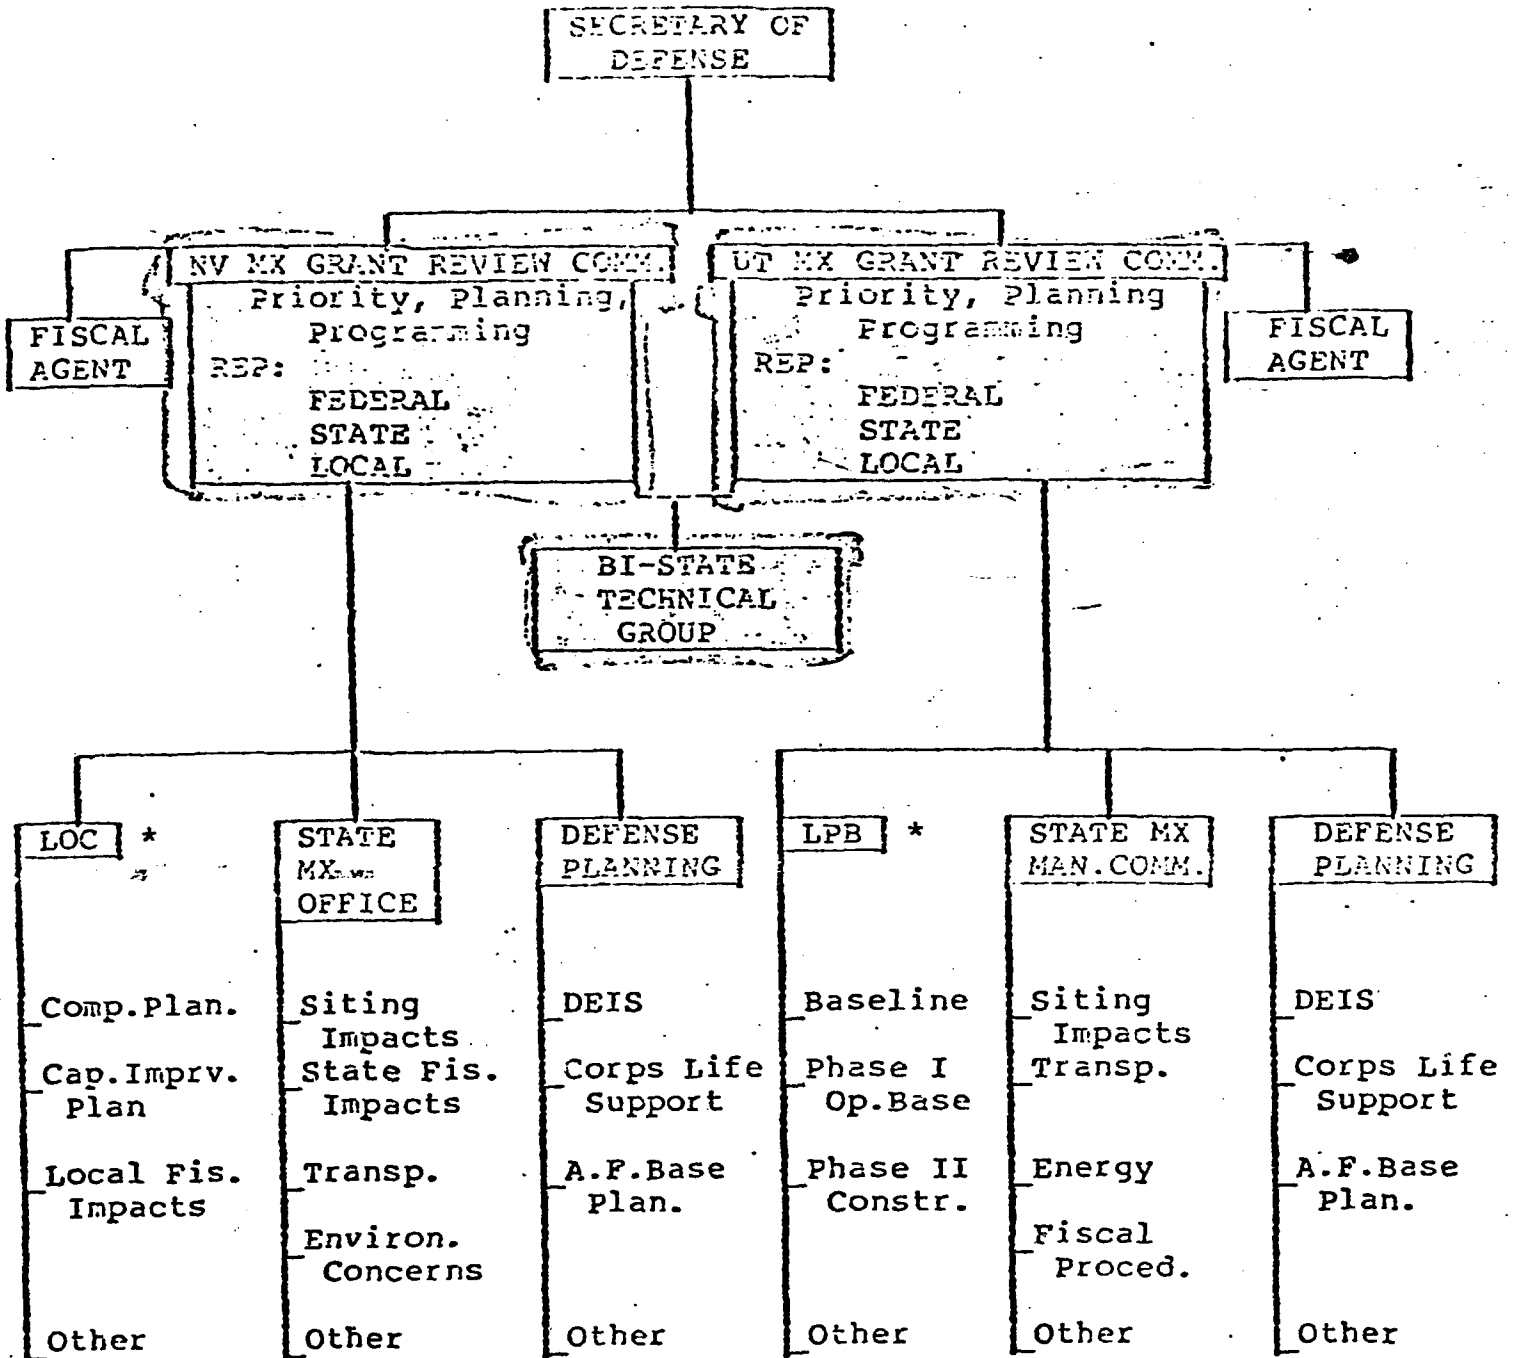 SECRETARY OF
DEFENSE
NV MX GRANT REVIEW COMM.
Priority, Planning,
Programming
REP:
FEDERAL
STATE
LOCAL
UT MX GRANT REVIEW COMM.
Priority, Planning
Programming
REP:
FEDERAL
STATE
LOCAL
FISCAL
AGENT
FISCAL
AGENT
BI-STATE
TECHNICAL
GROUP
LOC *
Comp.Plan.
Cap.Imprv.
Plan
Local Fis.
Impacts
Other
STATE
MX
OFFICE
Siting
Impacts
State Fis.
Impacts
Transp.
Environ.
Concerns
Other
DEFENSE
PLANNING
DEIS
Corps Life
Support
A.F.Base
Plan.
Other
LPB *
Baseline
Phase I
Op.Base
Phase II
Constr.
Other
STATE MX
MAN.COMM.
Siting
Impacts
Transp.
Energy
Fiscal
Proced.
Other
DEFENSE
PLANNING
DEIS
Corps Life
Support
A.F.Base
Plan.
Other